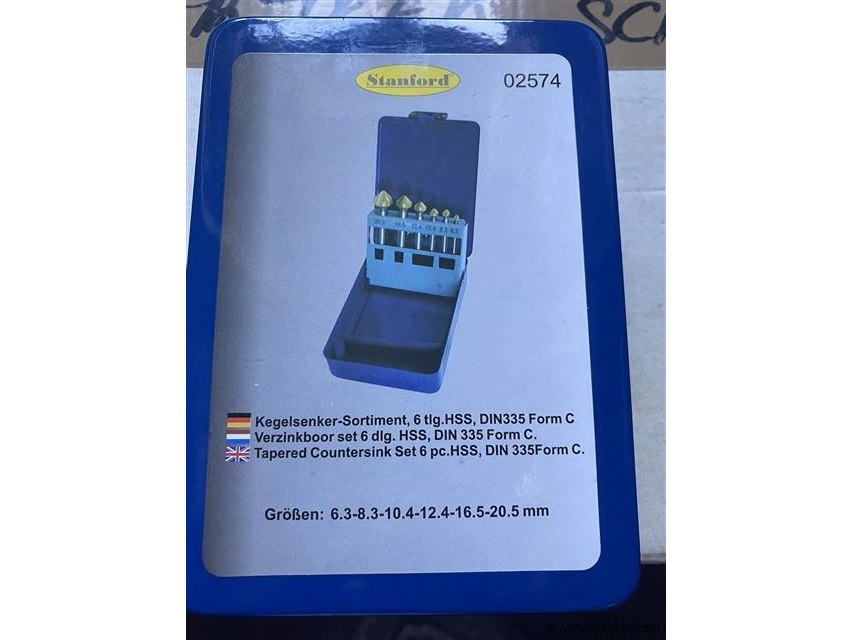 SC
Stanford
02574
Kegelsenker-Sortiment, 6 tlg.HSS, DIN335 Form C
Verzinkboor set 6 dlg. HSS, DIN 335 Form C.
Tapered Countersink Set 6 pc.HSS, DIN 335Form C.
Größen: 6.3-8.3-10.4-12.4-16.5-20.5 mm